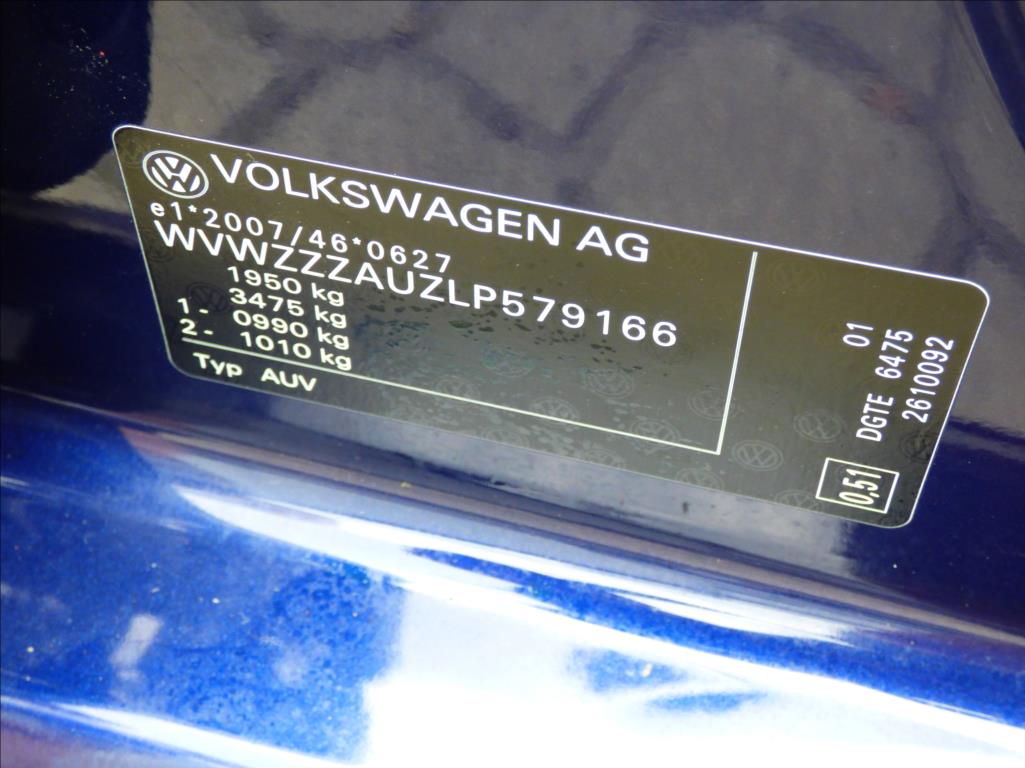 VOLKSWAGEN AG
e1*2007/46*0627
WVWZZZAUZLP579166
1950 kg
3475 kg
1 - 0990 kg
2 - 1010 kg
Typ AUV
01
DGTE 6475
2610092
0,51